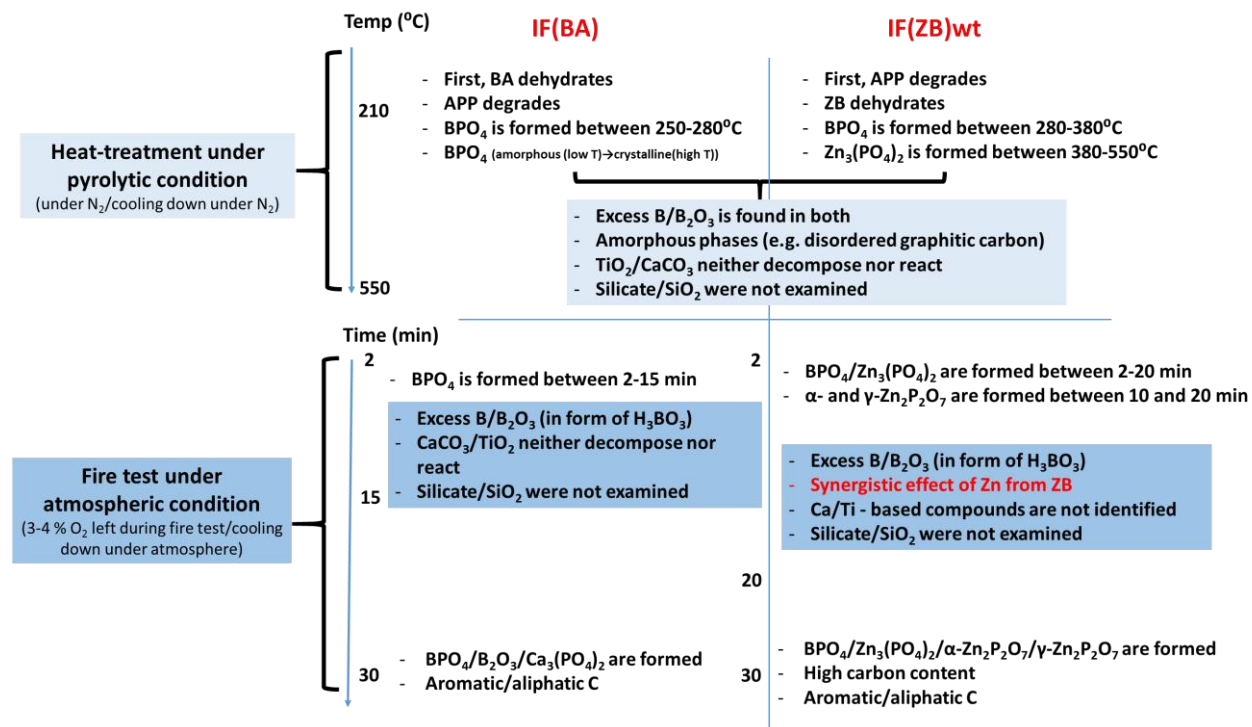 Temp (⁰C)
IF(BA)
IF(ZB)wt
210
550
Heat-treatment under
pyrolytic condition
(under N₂/cooling down under N₂)
- First, BA dehydrates
- APP degrades
- BPO₄ is formed between 250-280⁰C
- BPO₄ (amorphous (low T)→crystalline(high T))
- First, APP degrades
- ZB dehydrates
- BPO₄ is formed between 280-380⁰C
- Zn₃(PO₄)₂ is formed between 380-550⁰C
- Excess B/B₂O₃ is found in both
- Amorphous phases (e.g. disordered graphitic carbon)
- TiO₂/CaCO₃ neither decompose nor react
- Silicate/SiO₂ were not examined
Time (min)
2
15
30
Fire test under
atmospheric condition
(3-4 % O₂ left during fire test/cooling
down under atmosphere)
- BPO₄ is formed between 2-15 min
- Excess B/B₂O₃ (in form of H₃BO₃)
- CaCO₃/TiO₂ neither decompose nor
react
- Silicate/SiO₂ were not examined
- BPO₄/B₂O₃/Ca₃(PO₄)₂ are formed
- Aromatic/aliphatic C
2
20
30
- BPO₄/Zn₃(PO₄)₂ are formed between 2-20 min
- α- and γ-Zn₂P₂O₇ are formed between 10 and 20 min
- Excess B/B₂O₃ (in form of H₃BO₃)
- Synergistic effect of Zn from ZB
- Ca/Ti - based compounds are not identified
- Silicate/SiO₂ were not examined
- BPO₄/Zn₃(PO₄)₂/α-Zn₂P₂O₇/γ-Zn₂P₂O₇ are formed
- High carbon content
- Aromatic/aliphatic C